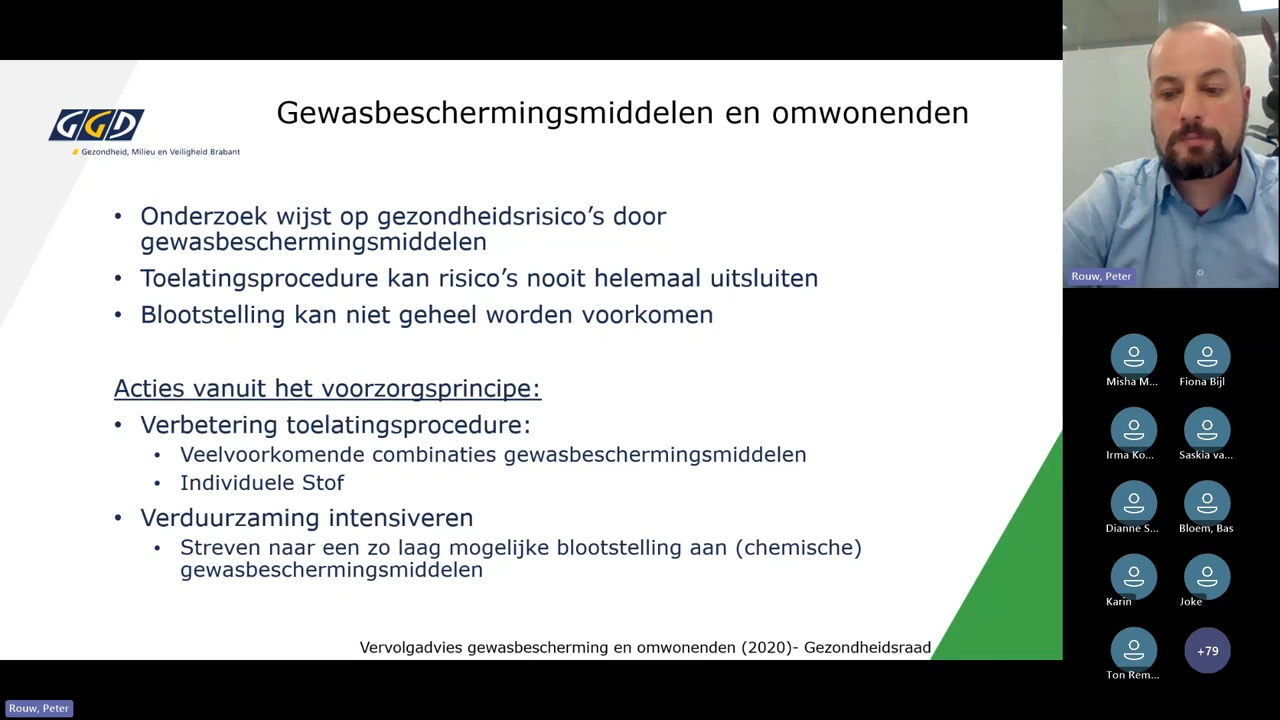 GGD
Gezondheid, Milieu en Veiligheid Brabant
Gewasbeschermingsmiddelen en omwonenden
• Onderzoek wijst op gezondheidsrisico’s door
gewasbeschermingsmiddelen
• Toelatingsprocedure kan risico’s nooit helemaal uitsluiten
• Blootstelling kan niet geheel worden voorkomen
Acties vanuit het voorzorgsprincipe:
• Verbetering toelatingsprocedure:
• Veelvoorkomende combinaties gewasbeschermingsmiddelen
• Individuele Stof
• Verduurzaming intensiveren
• Streven naar een zo laag mogelijke blootstelling aan (chemische)
gewasbeschermingsmiddelen
Vervolgadvies gewasbescherming en omwonenden (2020)- Gezondheidsraad
Rouw, Peter
Misha M...
Fiona Bijl
Irma Ko...
Saskia va...
Dianne S...
Bloem, Bas
Karin
Joke
Ton Rem...
+79
Rouw, Peter